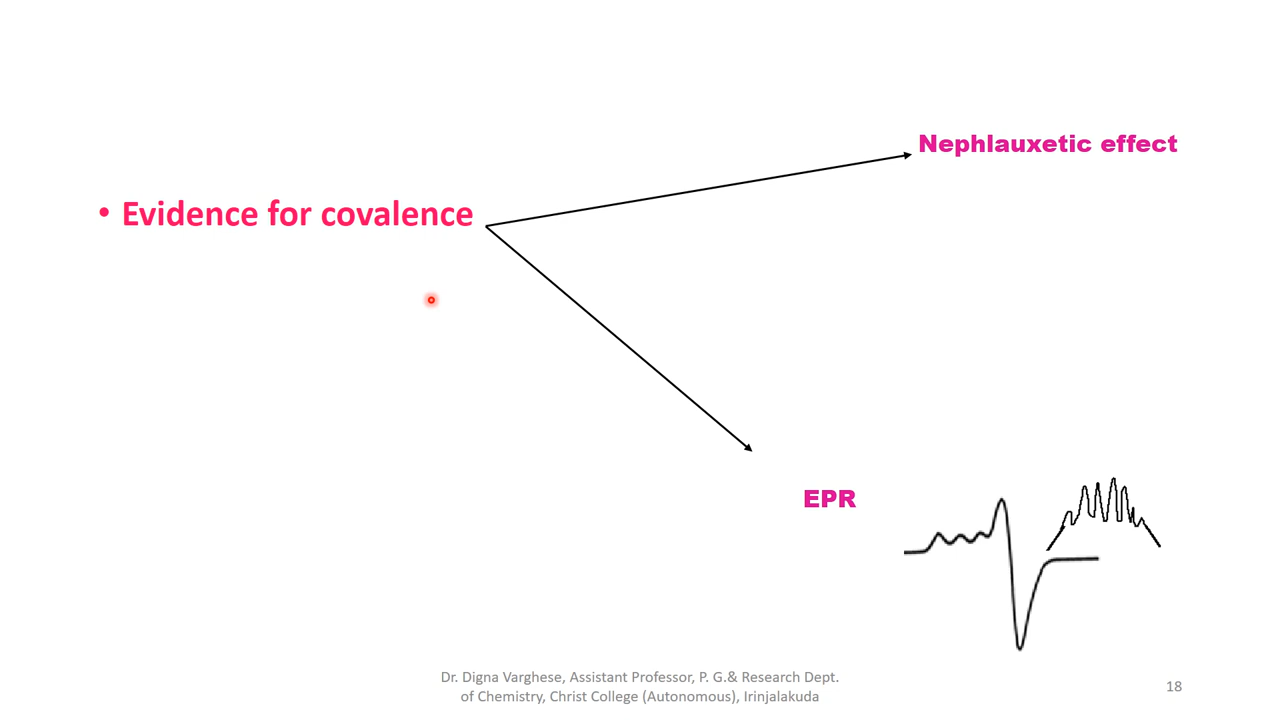 Nephlauxetic effect
• Evidence for covalence
EPR
Dr. Digna Varghese, Assistant Professor, P. G.& Research Dept.
of Chemistry, Christ College (Autonomous), Irinjalakuda
18